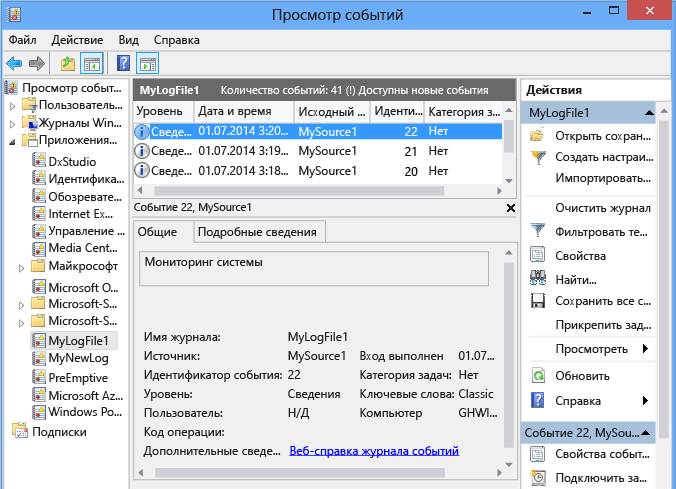 Просмотр событий
Файл Действие Вид Справка
Просмотр событ...
Пользователь...
Журналы Win...
Приложения...
DxStudio
Идентифика...
Обозревате...
Internet Ex...
Управление ...
Media Cent...
Майкрософт
Microsoft O...
Microsoft-S...
Microsoft-S...
MyLogFile1
MyNewLog
PreEmptive
Microsoft Az...
Windows Po...
Подписки
MyLogFile1 Количество событий: 41 (!) Доступны новые события
Уровень Дата и время Исходный ... Иденти... Категория з...
Сведе... 01.07.2014 3:20... MySource1 22 Нет
Сведе... 01.07.2014 3:19... MySource1 21 Нет
Сведе... 01.07.2014 3:18... MySource1 20 Нет
Событие 22, MySource1
Общие Подробные сведения
Мониторинг системы
Имя журнала: MyLogFile1
Источник: MySource1 Вход выполнен 01.07...
Идентификатор события: 22 Категория задач: Нет
Уровень: Сведения Ключевые слова: Classic
Пользователь: Н/Д Компьютер GHWI...
Код операции:
Дополнительные сведе... Веб-справка журнала событий
Действия
MyLogFile1
Открыть сохран...
Создать настраи...
Импортировать...
Очистить журнал
Фильтровать те...
Свойства
Найти...
Сохранить все с...
Прикрепить зад...
Просмотреть
Обновить
Справка
Событие 22, MySou...
Свойства событ...
Подключить за...